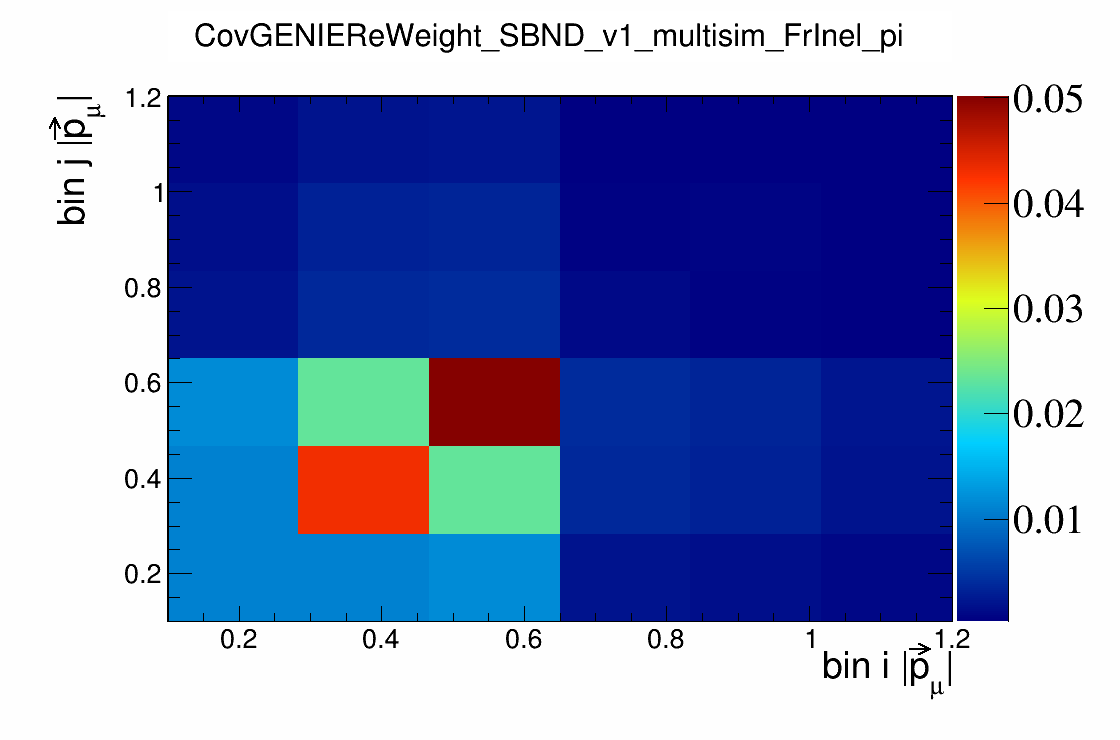 CovGENIEReWeight_SBND_v1_multisim_FrInel_pi
bin j |p⃗μ|
1.2
1
0.8
0.6
0.4
0.2
0.2 0.4 0.6 0.8 1 1.2
bin i |p⃗μ|
0.05
0.04
0.03
0.02
0.01